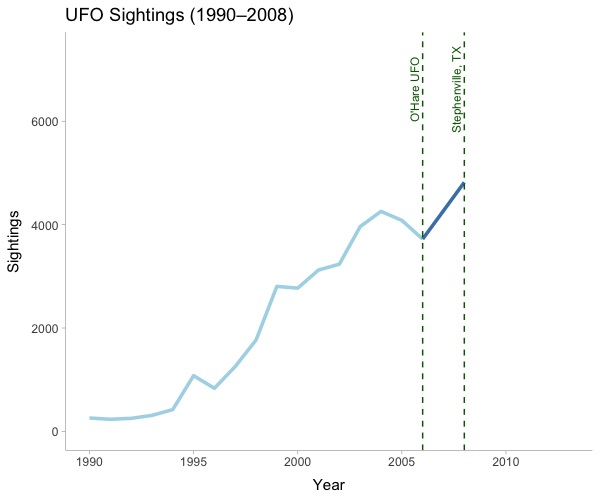 UFO Sightings (1990–2008)
O'Hare UFO
Stephenville, TX
6000
4000
2000
0
Sightings
1990
1995
2000
2005
2010
Year